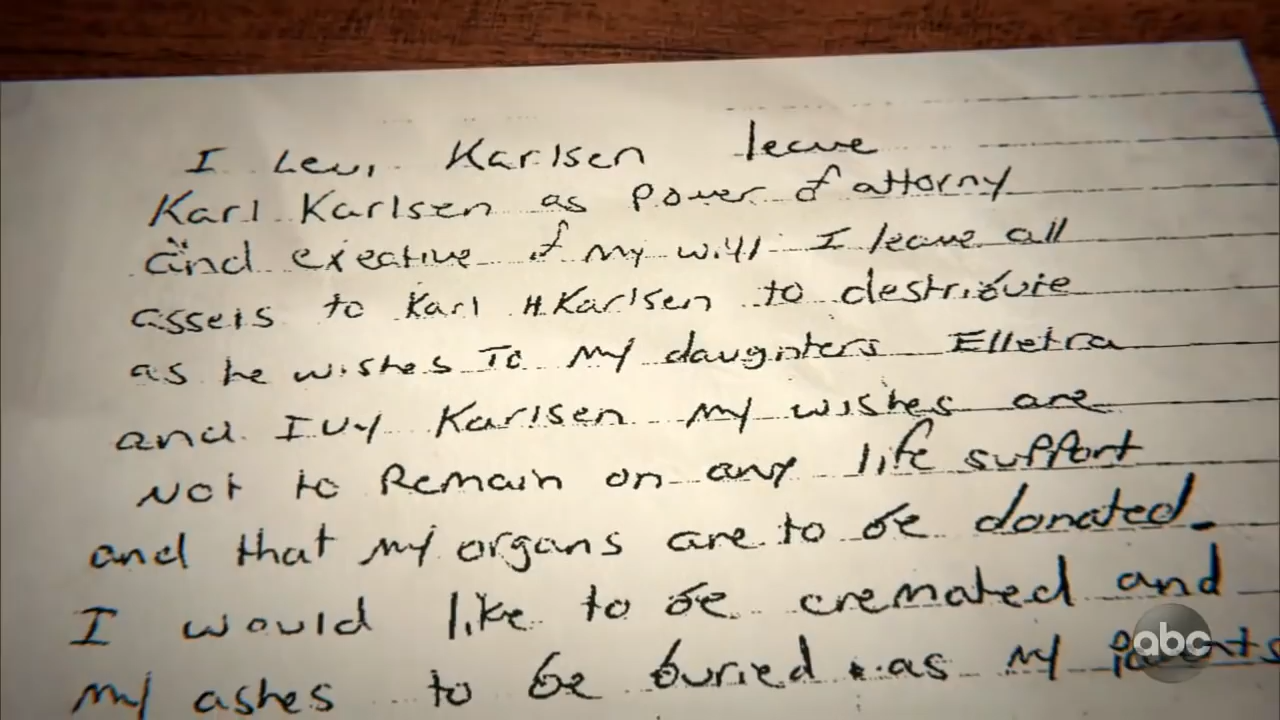 I Levi Karlsen leave
Karl Karlsen as power of attorny
and exeative of my will I leave all
assets to Karl H. Karlsen to destribute
as he wishes To my daughters Elletra
and Ivy Karlsen my wishes are
Not to Remain on any life support
and that my organs are to be donated.
I would like to be cremated and
my ashes to be buried as my parents
abc